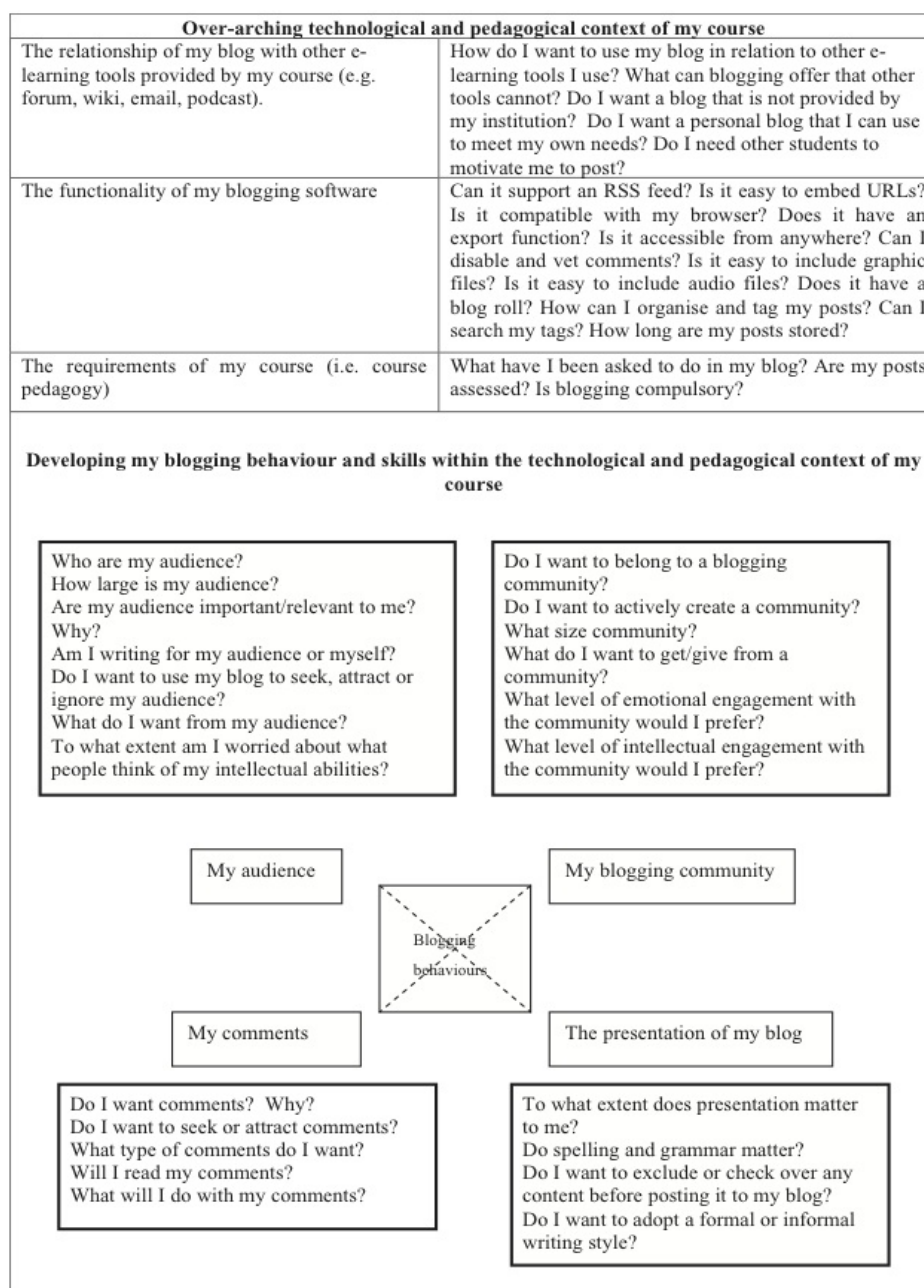 Over-arching technological and pedagogical context of my course
The relationship of my blog with other e-
learning tools provided by my course (e.g.
forum, wiki, email, podcast).
How do I want to use my blog in relation to other e-
learning tools I use? What can blogging offer that other
tools cannot? Do I want a blog that is not provided by
my institution? Do I want a personal blog that I can use
to meet my own needs? Do I need other students to
motivate me to post?
The functionality of my blogging software
Can it support an RSS feed? Is it easy to embed URLs?
Is it compatible with my browser? Does it have an
export function? Is it accessible from anywhere? Can I
disable and vet comments? Is it easy to include graphic
files? Is it easy to include audio files? Does it have a
blog roll? How can I organise and tag my posts? Can I
search my tags? How long are my posts stored?
The requirements of my course (i.e. course
pedagogy)
What have I been asked to do in my blog? Are my posts
assessed? Is blogging compulsory?
Developing my blogging behaviour and skills within the technological and pedagogical context of my
course
Who are my audience?
How large is my audience?
Are my audience important/relevant to me?
Why?
Am I writing for my audience or myself?
Do I want to use my blog to seek, attract or
ignore my audience?
What do I want from my audience?
To what extent am I worried about what
people think of my intellectual abilities?
Do I want to belong to a blogging
community?
Do I want to actively create a community?
What size community?
What do I want to get/give from a
community?
What level of emotional engagement with
the community would I prefer?
What level of intellectual engagement with
the community would I prefer?
My audience
My blogging community
Blogging
behaviours
My comments
The presentation of my blog
Do I want comments? Why?
Do I want to seek or attract comments?
What type of comments do I want?
Will I read my comments?
What will I do with my comments?
To what extent does presentation matter
to me?
Do spelling and grammar matter?
Do I want to exclude or check over any
content before posting it to my blog?
Do I want to adopt a formal or informal
writing style?